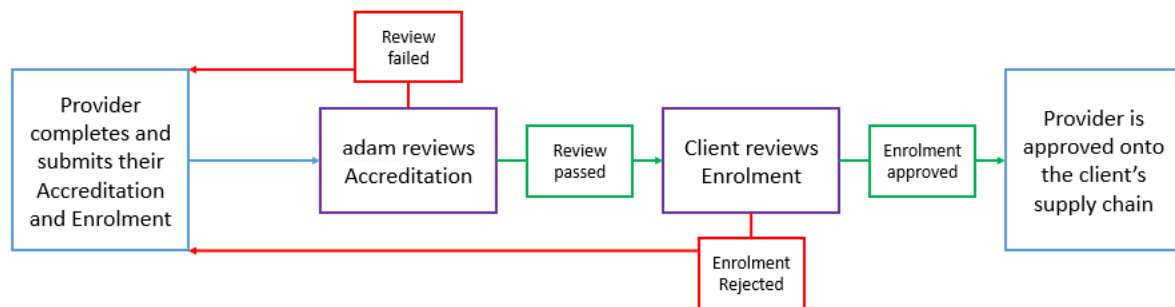 Review
failed
Provider
completes and
submits their
Accreditation
and Enrolment
adam reviews
Accreditation
Review
passed
Client reviews
Enrolment
Enrolment
approved
Provider is
approved onto
the client’s
supply chain
Enrolment
Rejected